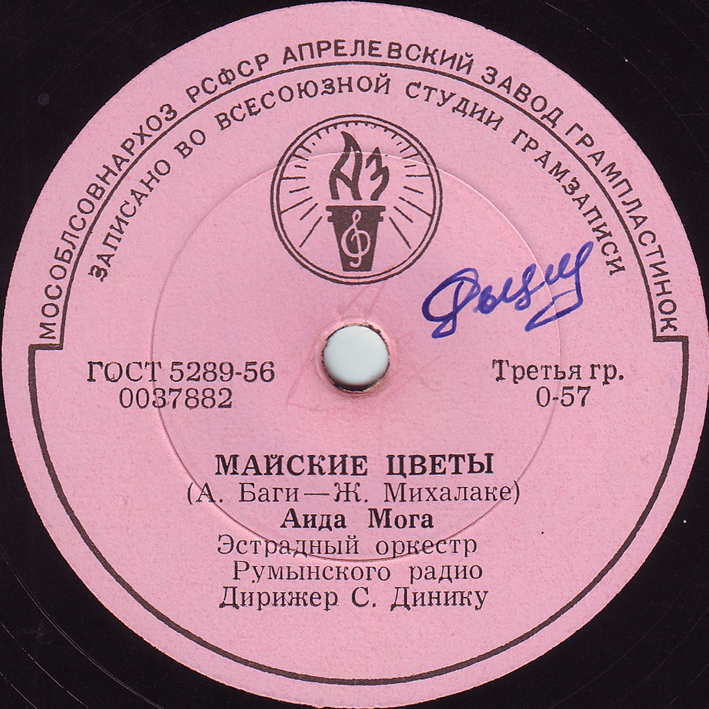 МОСОБЛСОВНАРХОЗ РСФСР АПРЕЛЕВСКИЙ ЗАВОД ГРАМПЛАСТИНОК
ЗАПИСАНО ВО ВСЕСОЮЗНОЙ СТУДИИ ГРАМЗАПИСИ
АЗ
ГОСТ 5289-56
0037882
Третья гр.
0-57
МАЙСКИЕ ЦВЕТЫ
(А. Баги — Ж. Михалаке)
Аида Мога
Эстрадный оркестр
Румынского радио
Дирижер С. Динику